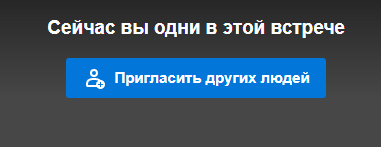 Сейчас вы одни в этой встрече
Пригласить других людей